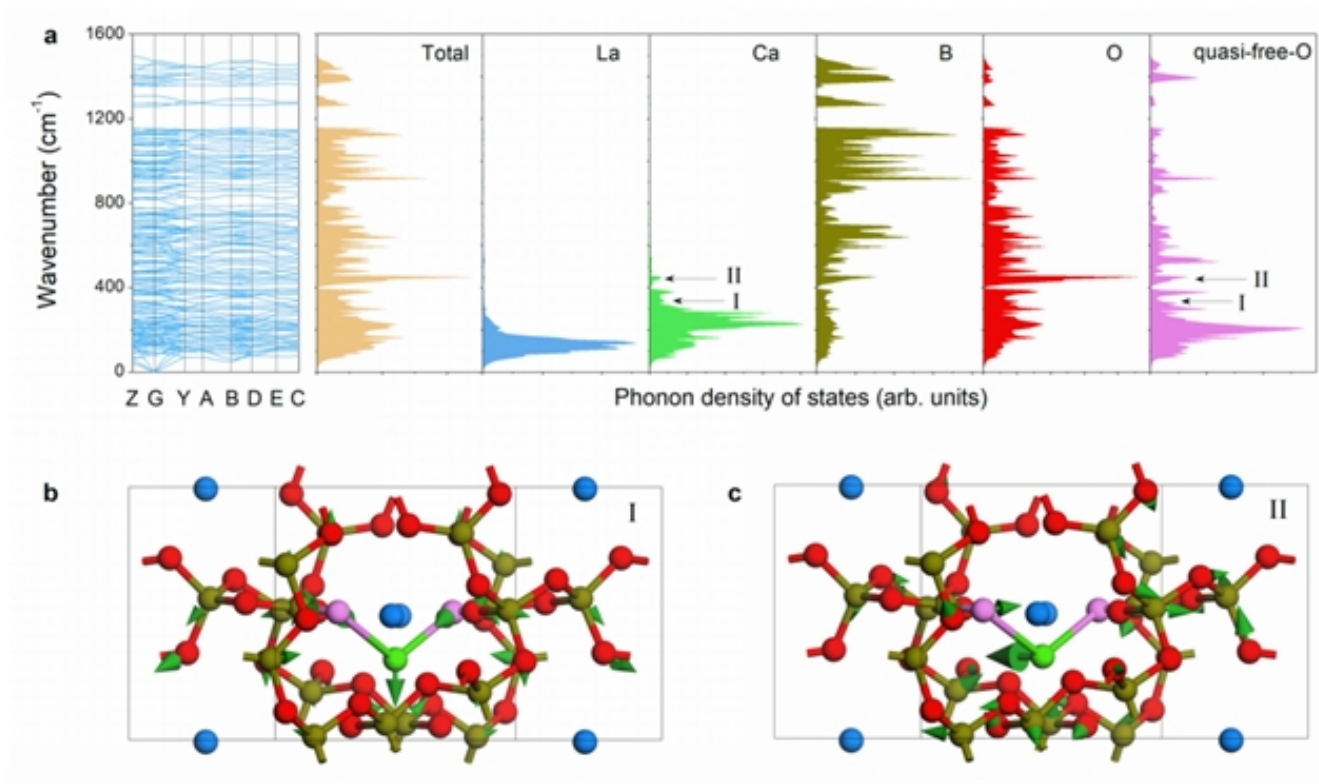 a
1600
1200
800
400
0
Wavenumber (cm⁻¹)
Total
La
Ca
B
O
quasi-free-O
II
I
II
I
Z G Y A B D E C
Phonon density of states (arb. units)
b
I
c
II